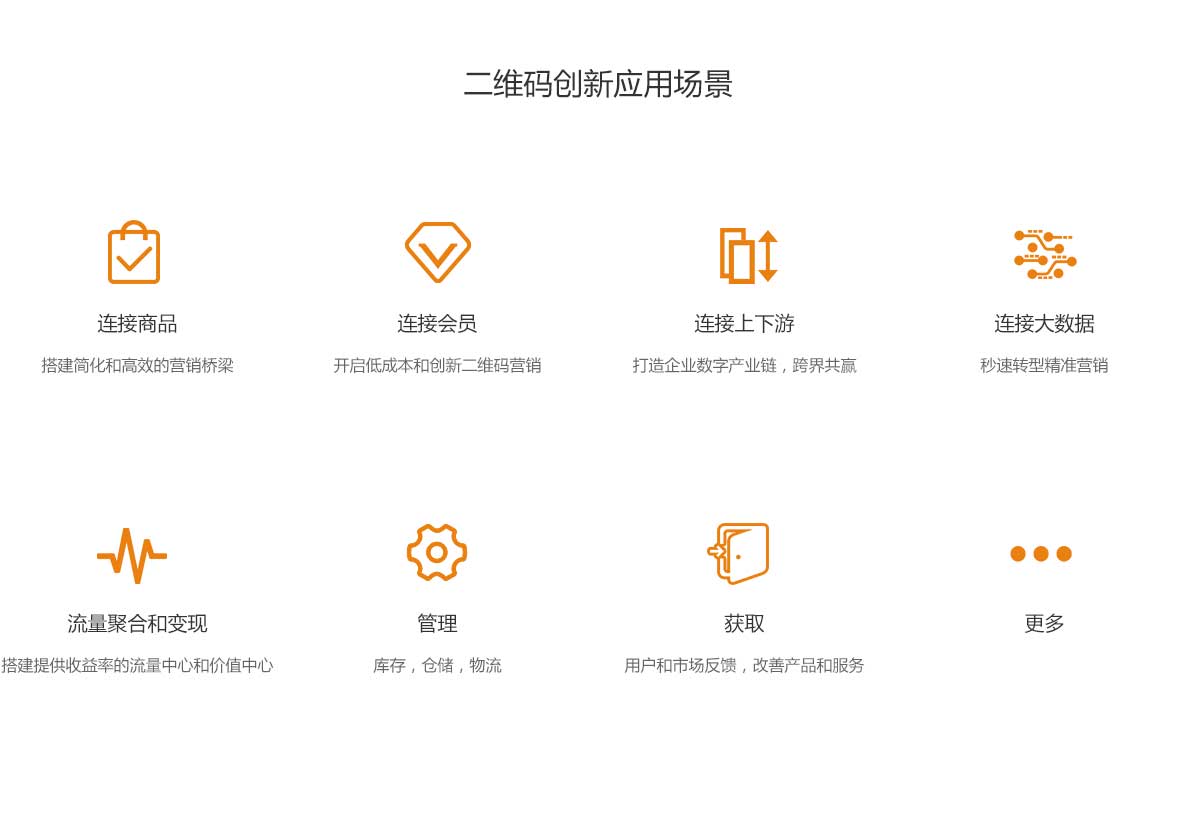 二维码创新应用场景
连接商品
连接会员
连接上下游
连接大数据
搭建简化和高效的营销桥梁
开启低成本和创新二维码营销
打造企业数字产业链，跨界共赢
秒速转型精准营销
流量聚合和变现
管理
获取
更多
搭建提供收益率的流量中心和价值中心
库存，仓储，物流
用户和市场反馈，改善产品和服务